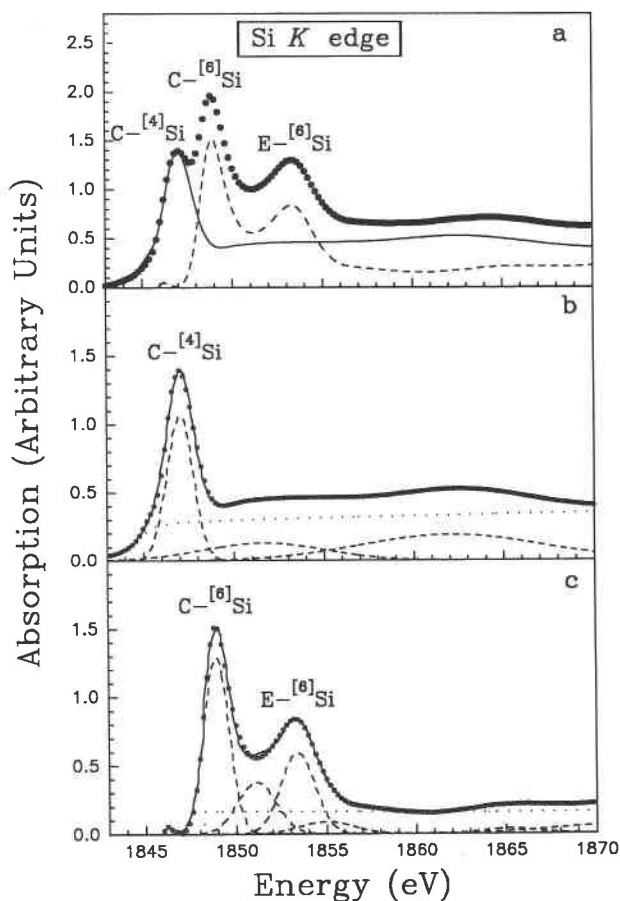 Si K edge
a
C-[6]Si
C-[4]Si
E-[6]Si
2.5
2.0
1.5
1.0
0.5
0.0
b
C-[4]Si
1.5
1.0
0.5
0.0
c
C-[6]Si
E-[6]Si
1.5
1.0
0.5
0.0
1845 1850 1855 1860 1865 1870
Energy (eV)
Absorption (Arbitrary Units)